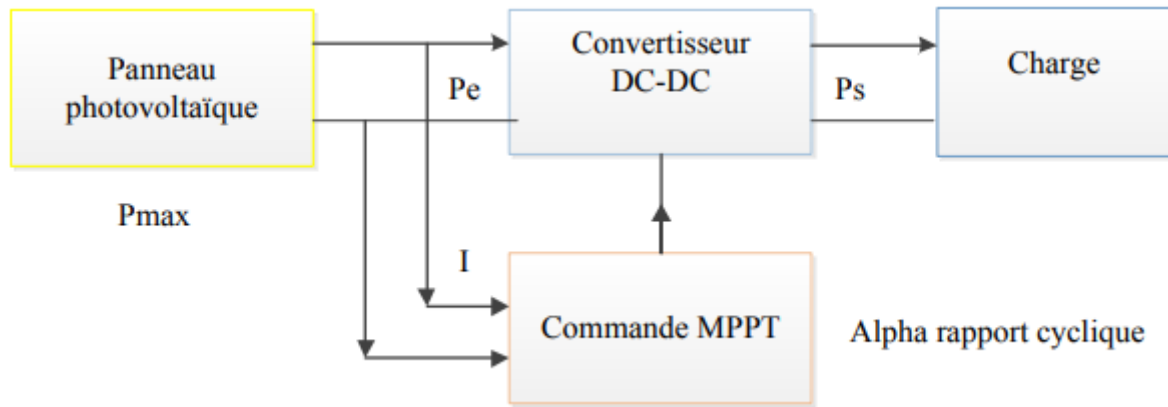 Panneau
photovoltaïque
Pe
Convertisseur
DC-DC
Ps
Charge
Pmax
I
Commande MPPT
Alpha rapport cyclique